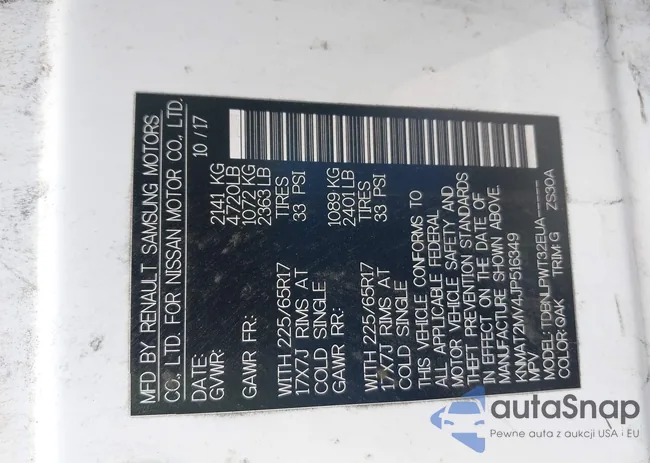 MFD BY RENAULT SAMSUNG MOTORS
CO., LTD. FOR NISSAN MOTOR CO., LTD.
DATE: 10 / 17
GVWR: 2141 KG
4720LB
GAWR FR: 1072 KG
2363 LB
WITH 225/65R17 TIRES
17X7J RIMS AT 33 PSI
COLD SINGLE
GAWR RR: 1089 KG
2401 LB
WITH 225/65R17 TIRES
17X7J RIMS AT 33 PSI
COLD SINGLE
THIS VEHICLE CONFORMS TO
ALL APPLICABLE FEDERAL
MOTOR VEHICLE SAFETY AND
THEFT PREVENTION STANDARDS
IN EFFECT ON THE DATE OF
MANUFACTURE SHOWN ABOVE.
KNMAT2MV4JP516349
MPV
MODEL: TDBNLPWT32EUA-----
COLOR:QAK TRIM:G ZS30A
autaSnap
Pewne auta z aukcji USA i EU